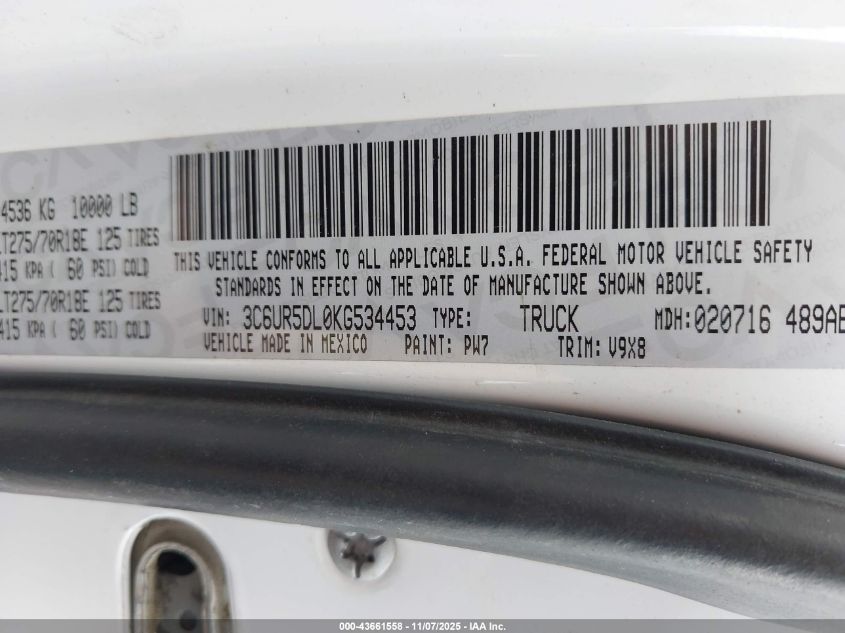 4536 KG 10000 LB
LT275/70R18E 125 TIRES
415 KPA ( 60 PSI) COLD
LT275/70R18E 125 TIRES
415 KPA ( 60 PSI) COLD
THIS VEHICLE CONFORMS TO ALL APPLICABLE U.S.A. FEDERAL MOTOR VEHICLE SAFETY
STANDARDS IN EFFECT ON THE DATE OF MANUFACTURE SHOWN ABOVE.
VIN: 3C6UR5DL0KG534453 TYPE: TRUCK MDH:020716 489AE
VEHICLE MADE IN MEXICO PAINT: PW7 TRIM: V9X8
000-43661558 - 11/07/2025 - IAA Inc.